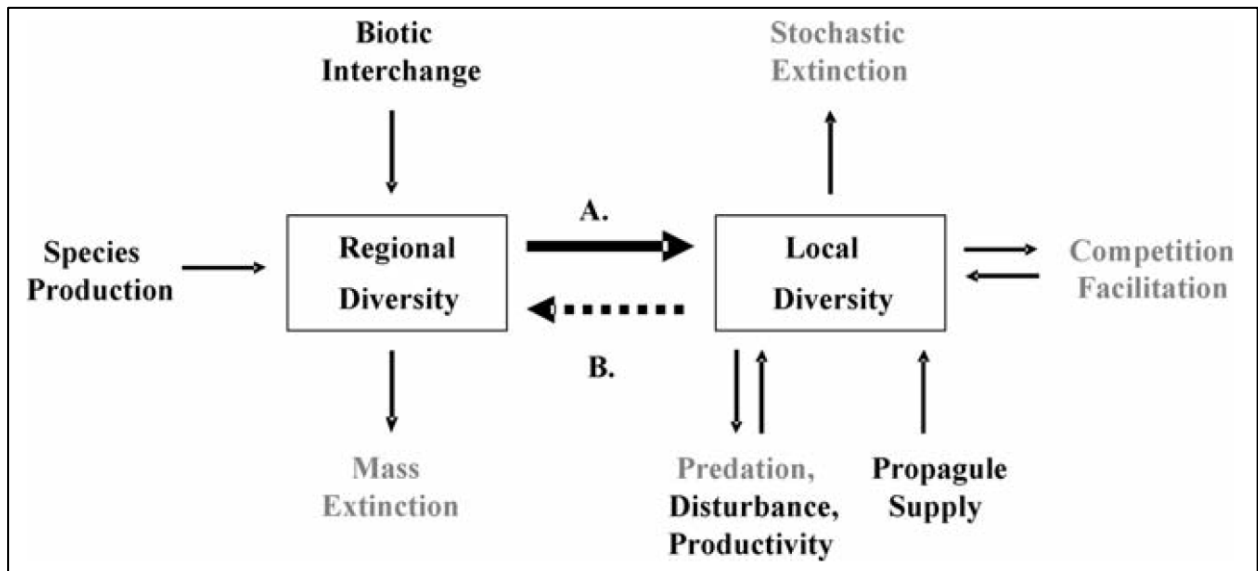 Biotic
Interchange
Stochastic
Extinction
A.
Species
Production
Regional
Diversity
Local
Diversity
Competition
Facilitation
B.
Mass
Extinction
Predation,
Disturbance,
Productivity
Propagule
Supply